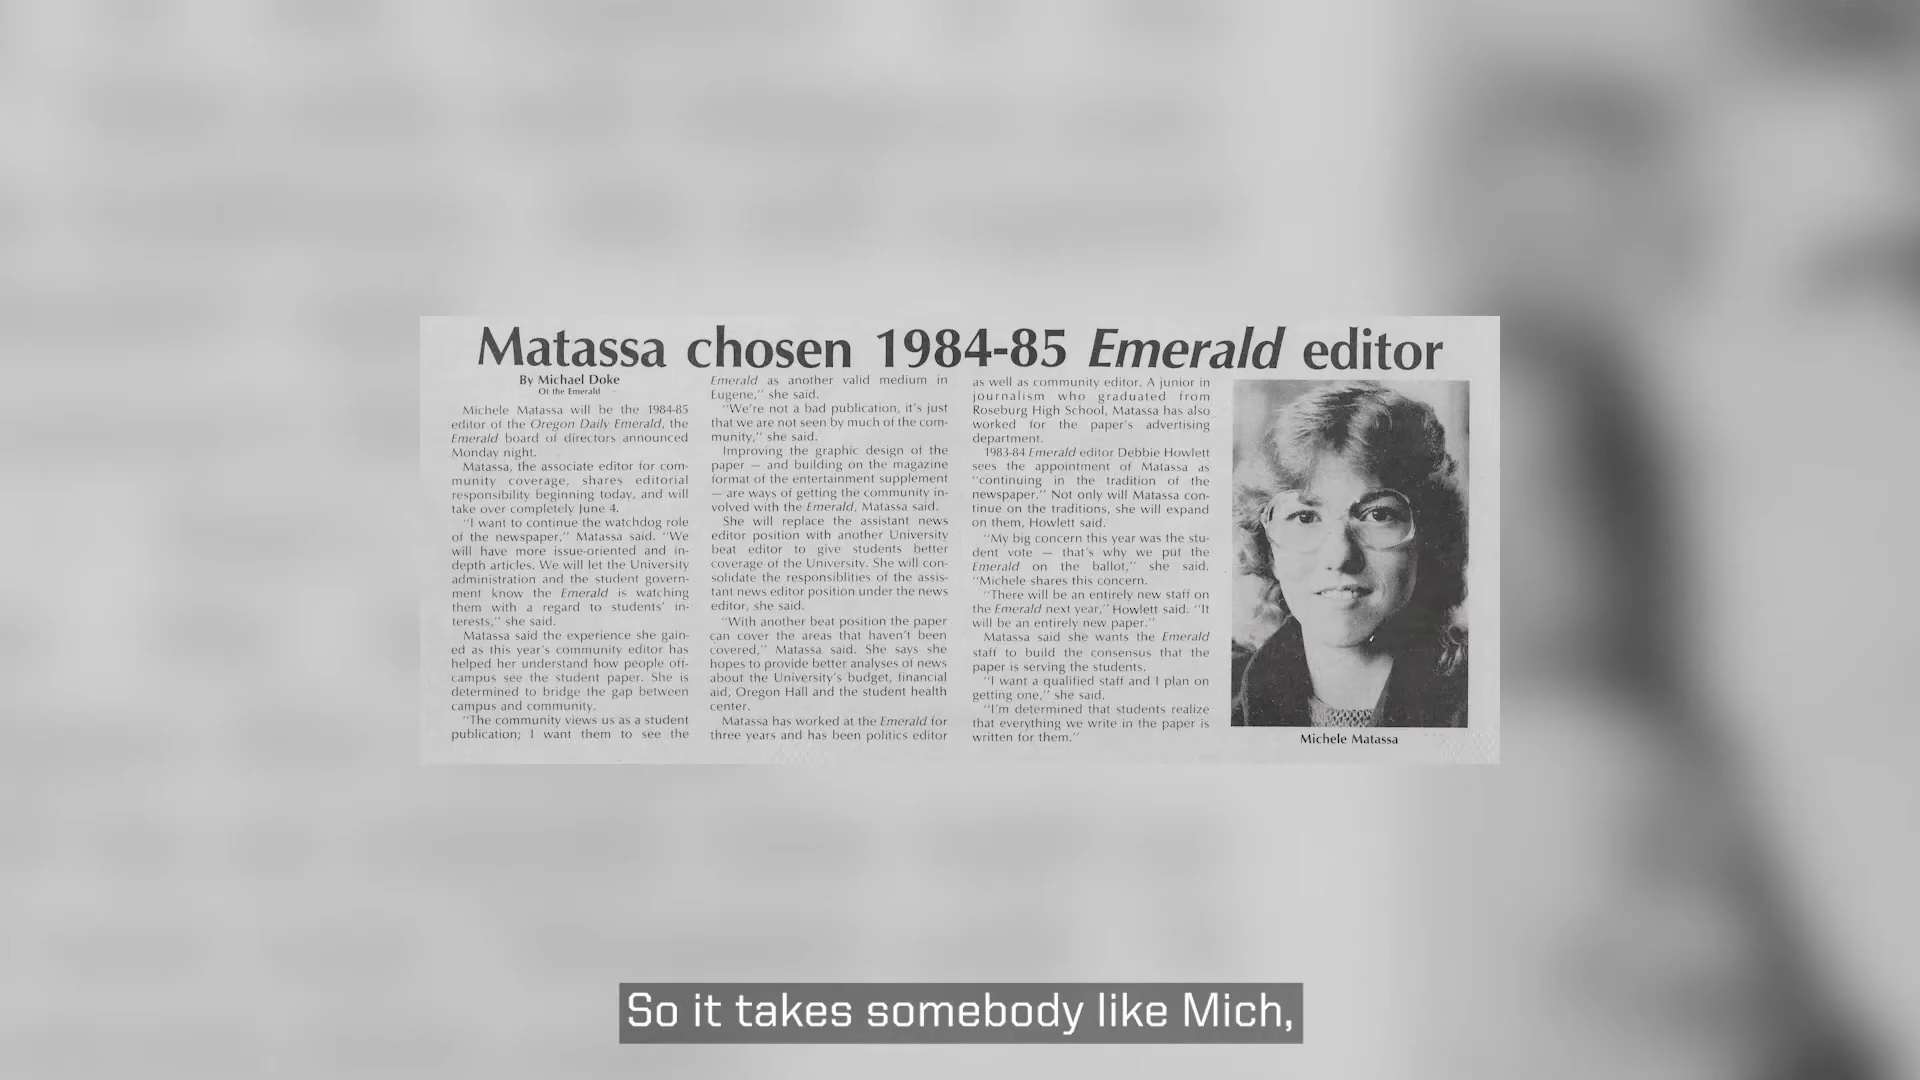 Matassa chosen 1984-85 Emerald editor
By Michael Doke
Of the Emerald
Michele Matassa will be the 1984-85
editor of the Oregon Daily Emerald, the
Emerald board of directors announced
Monday night.
Matassa, the associate editor for com-
munity coverage, shares editorial
responsibility beginning today, and will
take over completely June 4.
"I want to continue the watchdog role
of the newspaper," Matassa said. "We
will have more issue-oriented and in-
depth articles. We will let the University
administration and the student govern-
ment know the Emerald is watching
them with a regard to students' in-
terests," she said.
Matassa said the experience she gain-
ed as this year's community editor has
helped her understand how people off-
campus see the student paper. She is
determined to bridge the gap between
campus and community.
"The community views us as a student
publication; I want them to see the
Emerald as another valid medium in
Eugene," she said.
"We're not a bad publication, it's just
that we are not seen by much of the com-
munity," she said.
Improving the graphic design of the
paper — and building on the magazine
format of the entertainment supplement
— are ways of getting the community in-
volved with the Emerald, Matassa said.
She will replace the assistant news
editor position with another University
beat editor to give students better
coverage of the University. She will con-
solidate the responsiblities of the assis-
tant news editor position under the news
editor, she said.
"With another beat position the paper
can cover the areas that haven't been
covered," Matassa said. She says she
hopes to provide better analyses of news
about the University's budget, financial
aid, Oregon Hall and the student health
center.
Matassa has worked at the Emerald for
three years and has been politics editor
as well as community editor. A junior in
journalism who graduated from
Roseburg High School, Matassa has also
worked for the paper's advertising
department.
1983-84 Emerald editor Debbie Howlett
sees the appointment of Matassa as
"continuing in the tradition of the
newspaper." Not only will Matassa con-
tinue on the traditions, she will expand
on them, Howlett said.
"My big concern this year was the stu-
dent vote — that's why we put the
Emerald on the ballot," she said.
"Michele shares this concern.
"There will be an entirely new staff on
the Emerald next year," Howlett said. "It
will be an entirely new paper."
Matassa said she wants the Emerald
staff to build the consensus that the
paper is serving the students.
"I want a qualified staff and I plan on
getting one," she said.
"I'm determined that students realize
that everything we write in the paper is
written for them."
Michele Matassa
So it takes somebody like Mich,